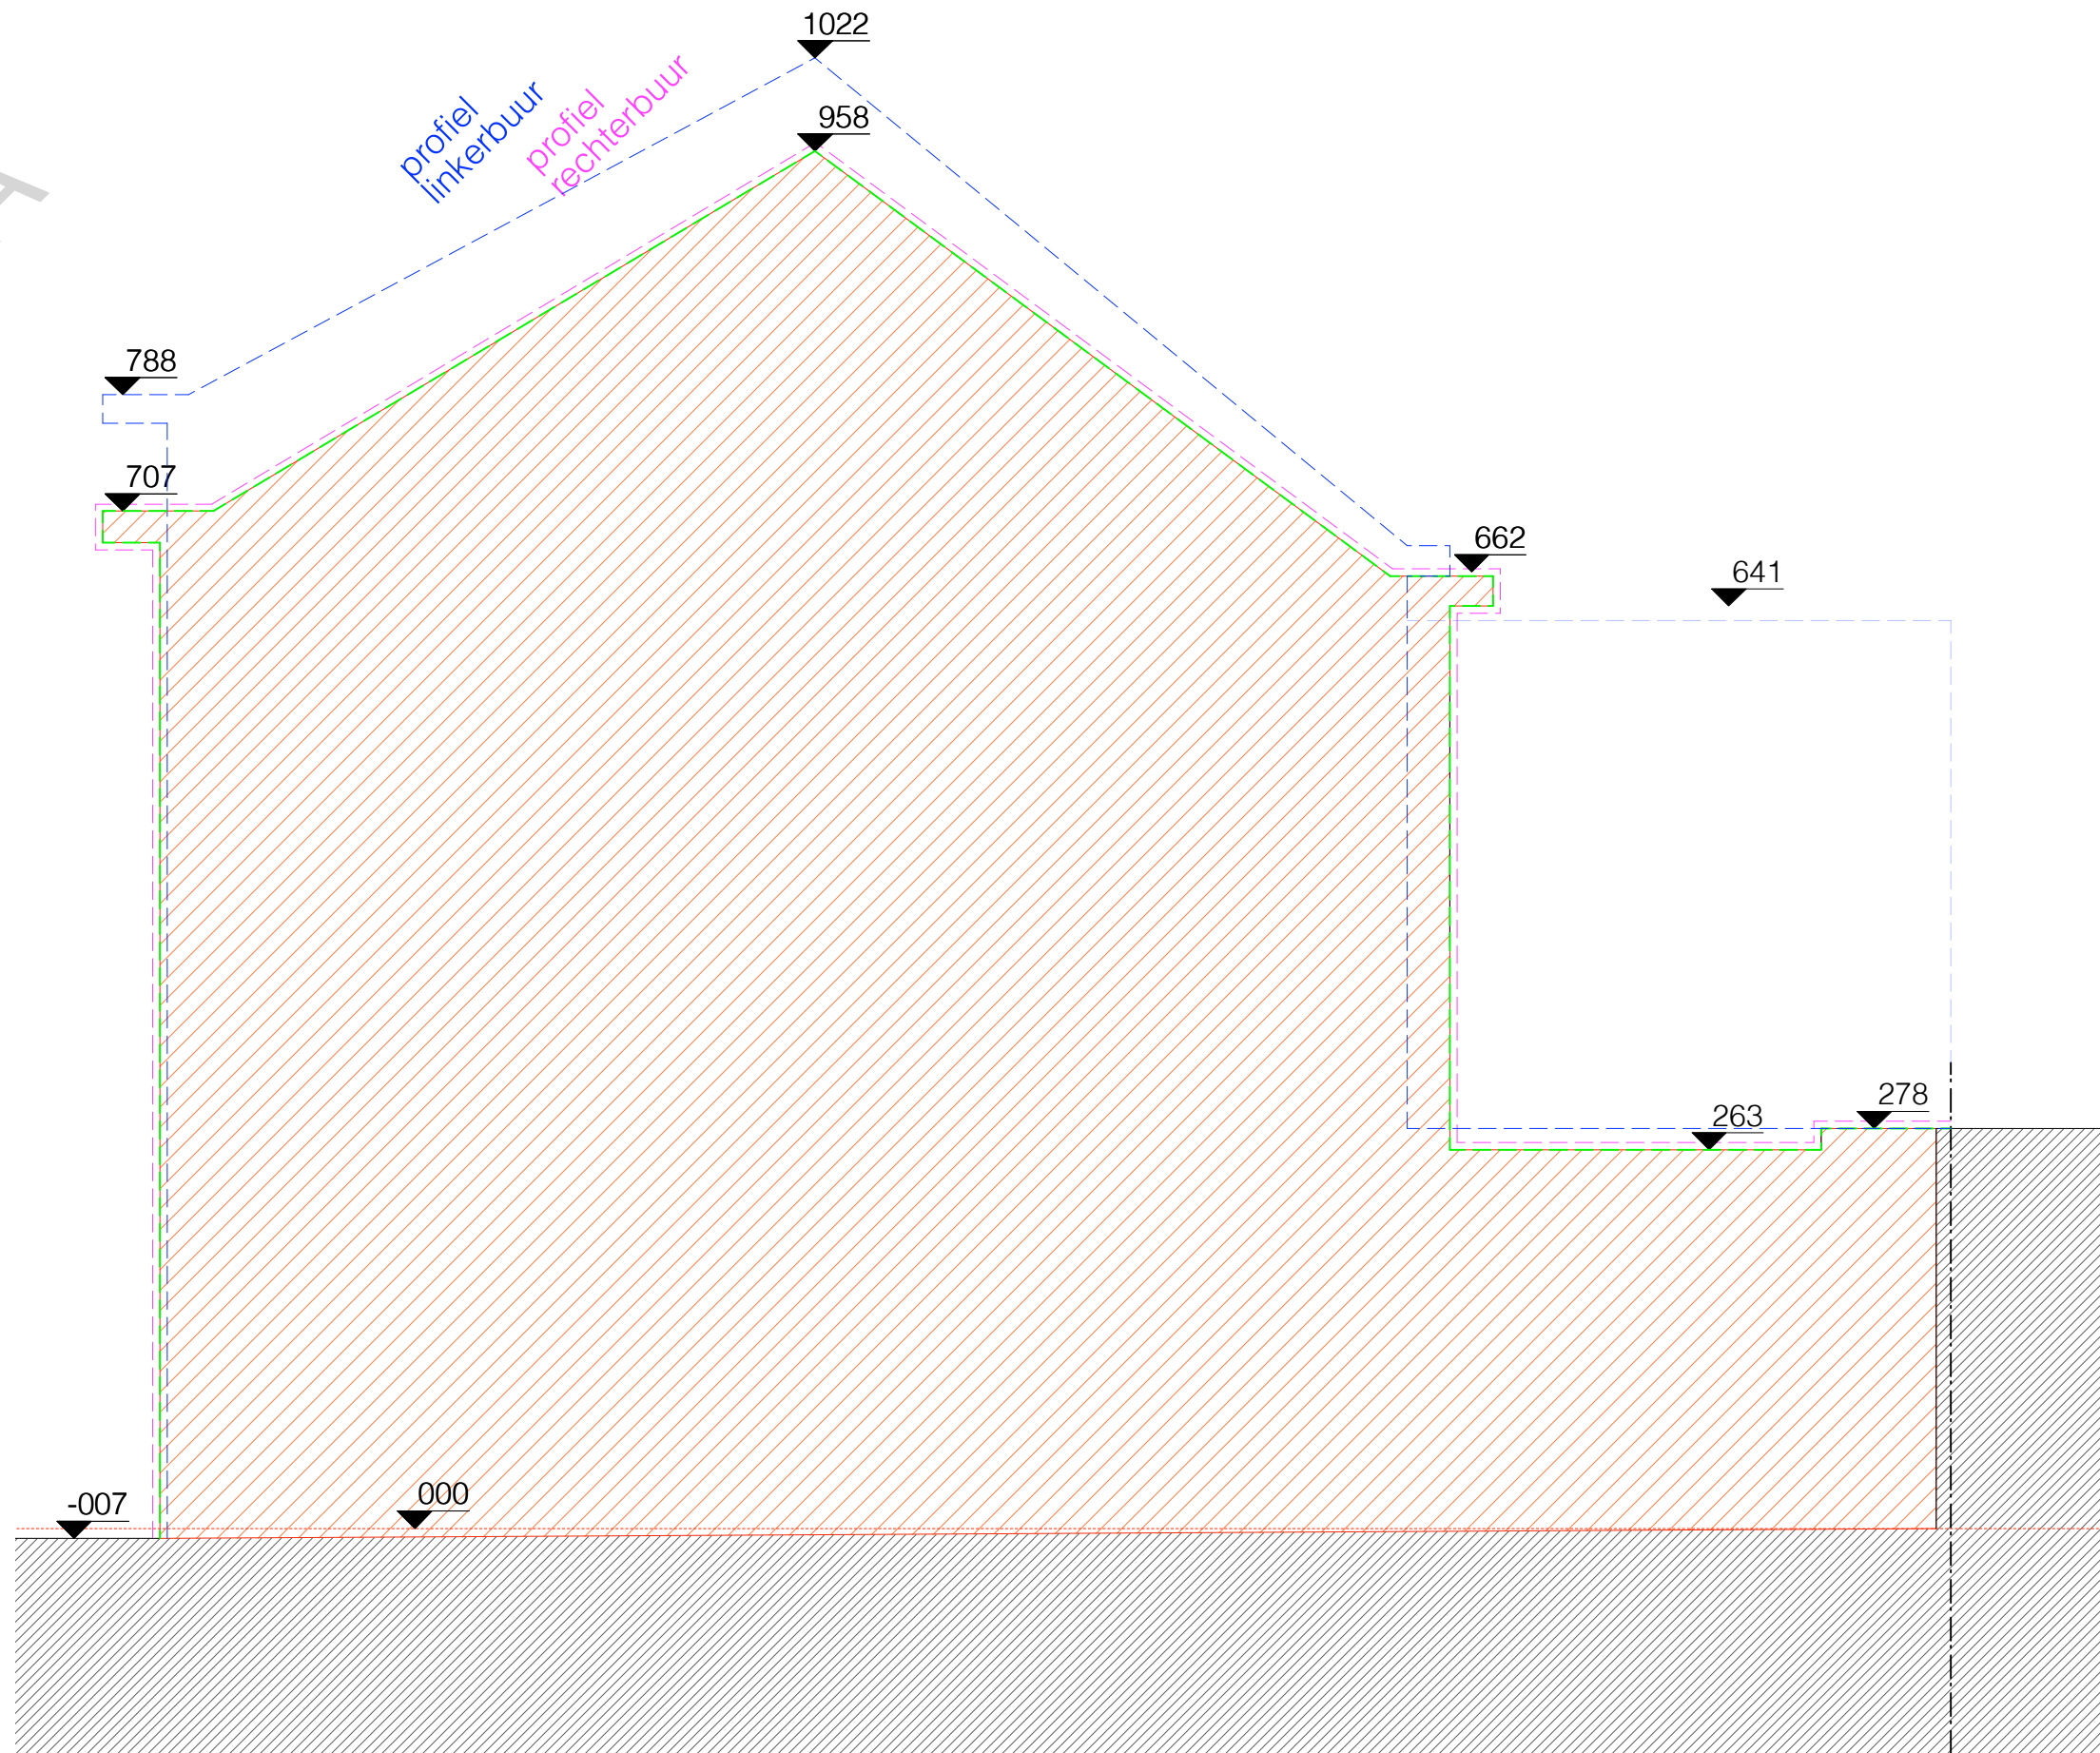 1022
958
profiel
linkerbuur
profiel
rechterbuur
788
707
662
641
278
263
-007
000
A